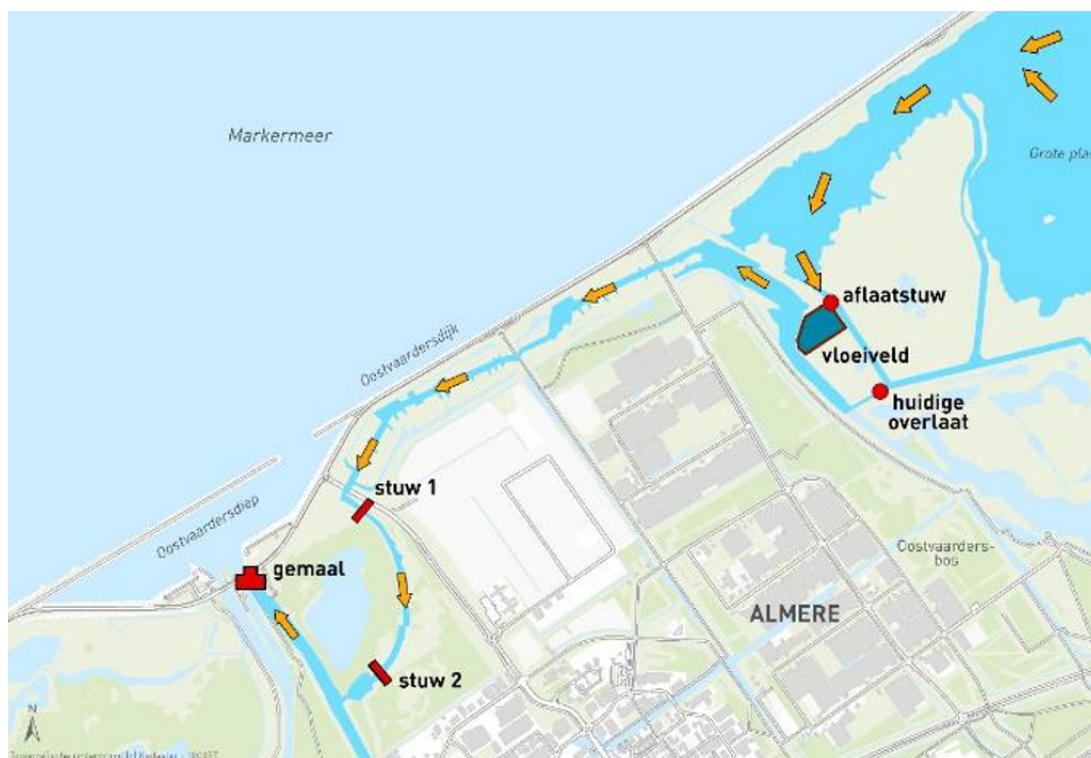 Markermeer
Grote pla
aflaatstuw
vloeiveld
Oostvaardersdijk
huidige
overlaat
stuw 1
Oostvaardersdiep
gemaal
Oostvaarders-
bos
ALMERE
stuw 2
N